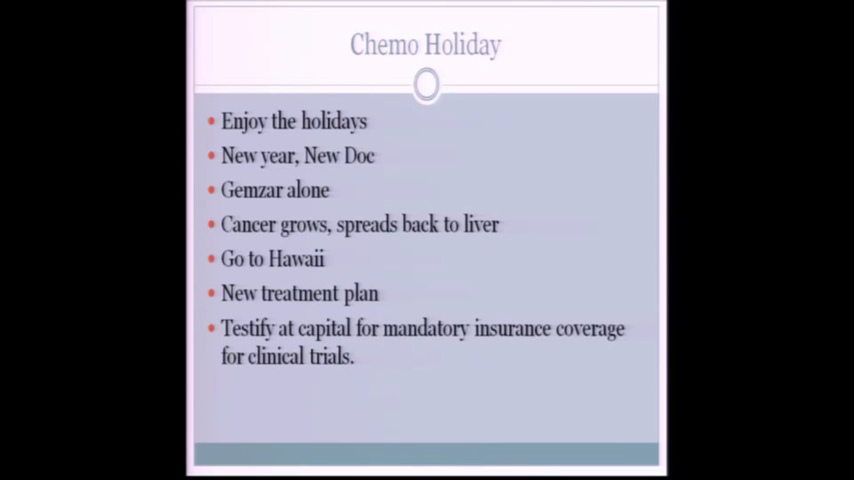 Chemo Holiday
• Enjoy the holidays
• New year, New Doc
• Gemzar alone
• Cancer grows, spreads back to liver
• Go to Hawaii
• New treatment plan
• Testify at capital for mandatory insurance coverage
for clinical trials.